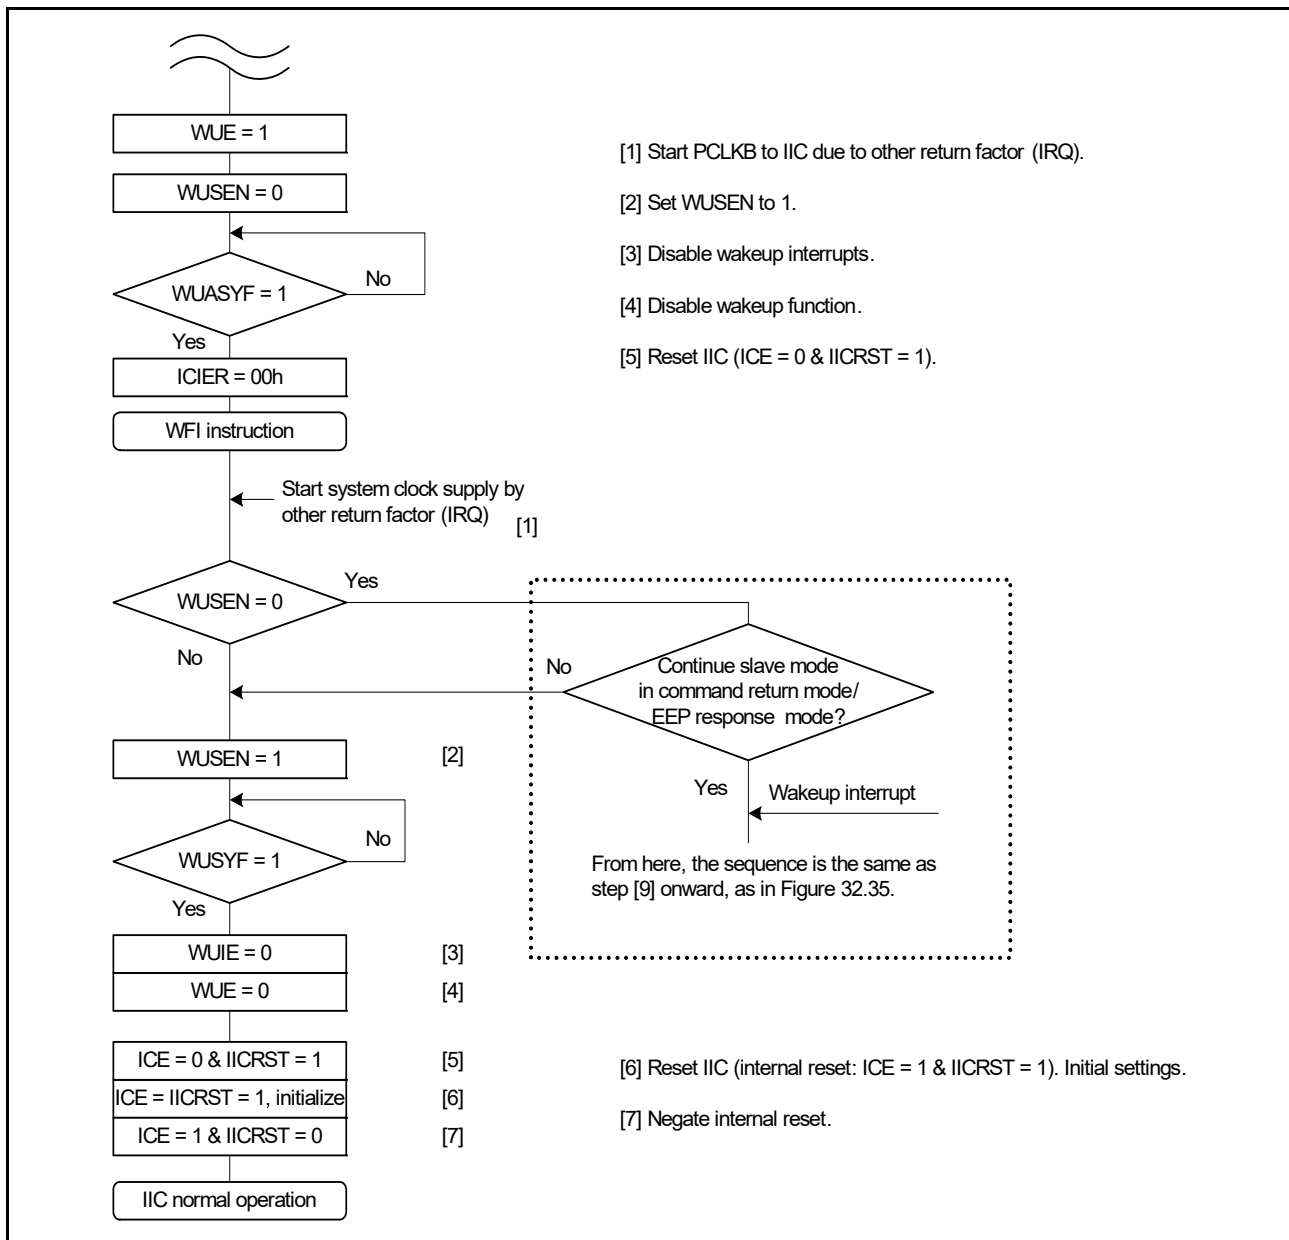 WUE = 1
[1] Start PCLKB to IIC due to other return factor (IRQ).
WUSEN = 0
[2] Set WUSEN to 1.
[3] Disable wakeup interrupts.
No
WUASYF = 1
[4] Disable wakeup function.
Yes
[5] Reset IIC (ICE = 0 & IICRST = 1).
ICIER = 00h
WFI instruction
Start system clock supply by
other return factor (IRQ)
[1]
Yes
WUSEN = 0
No
No
Continue slave mode
in command return mode/
EEP response mode?
WUSEN = 1
[2]
Yes
Wakeup interrupt
No
WUSYF = 1
From here, the sequence is the same as
step [9] onward, as in Figure 32.35.
Yes
WUIE = 0
[3]
WUE = 0
[4]
ICE = 0 & IICRST = 1
[5]
[6] Reset IIC (internal reset: ICE = 1 & IICRST = 1). Initial settings.
ICE = IICRST = 1, initialize
[6]
[7] Negate internal reset.
ICE = 1 & IICRST = 0
[7]
IIC normal operation